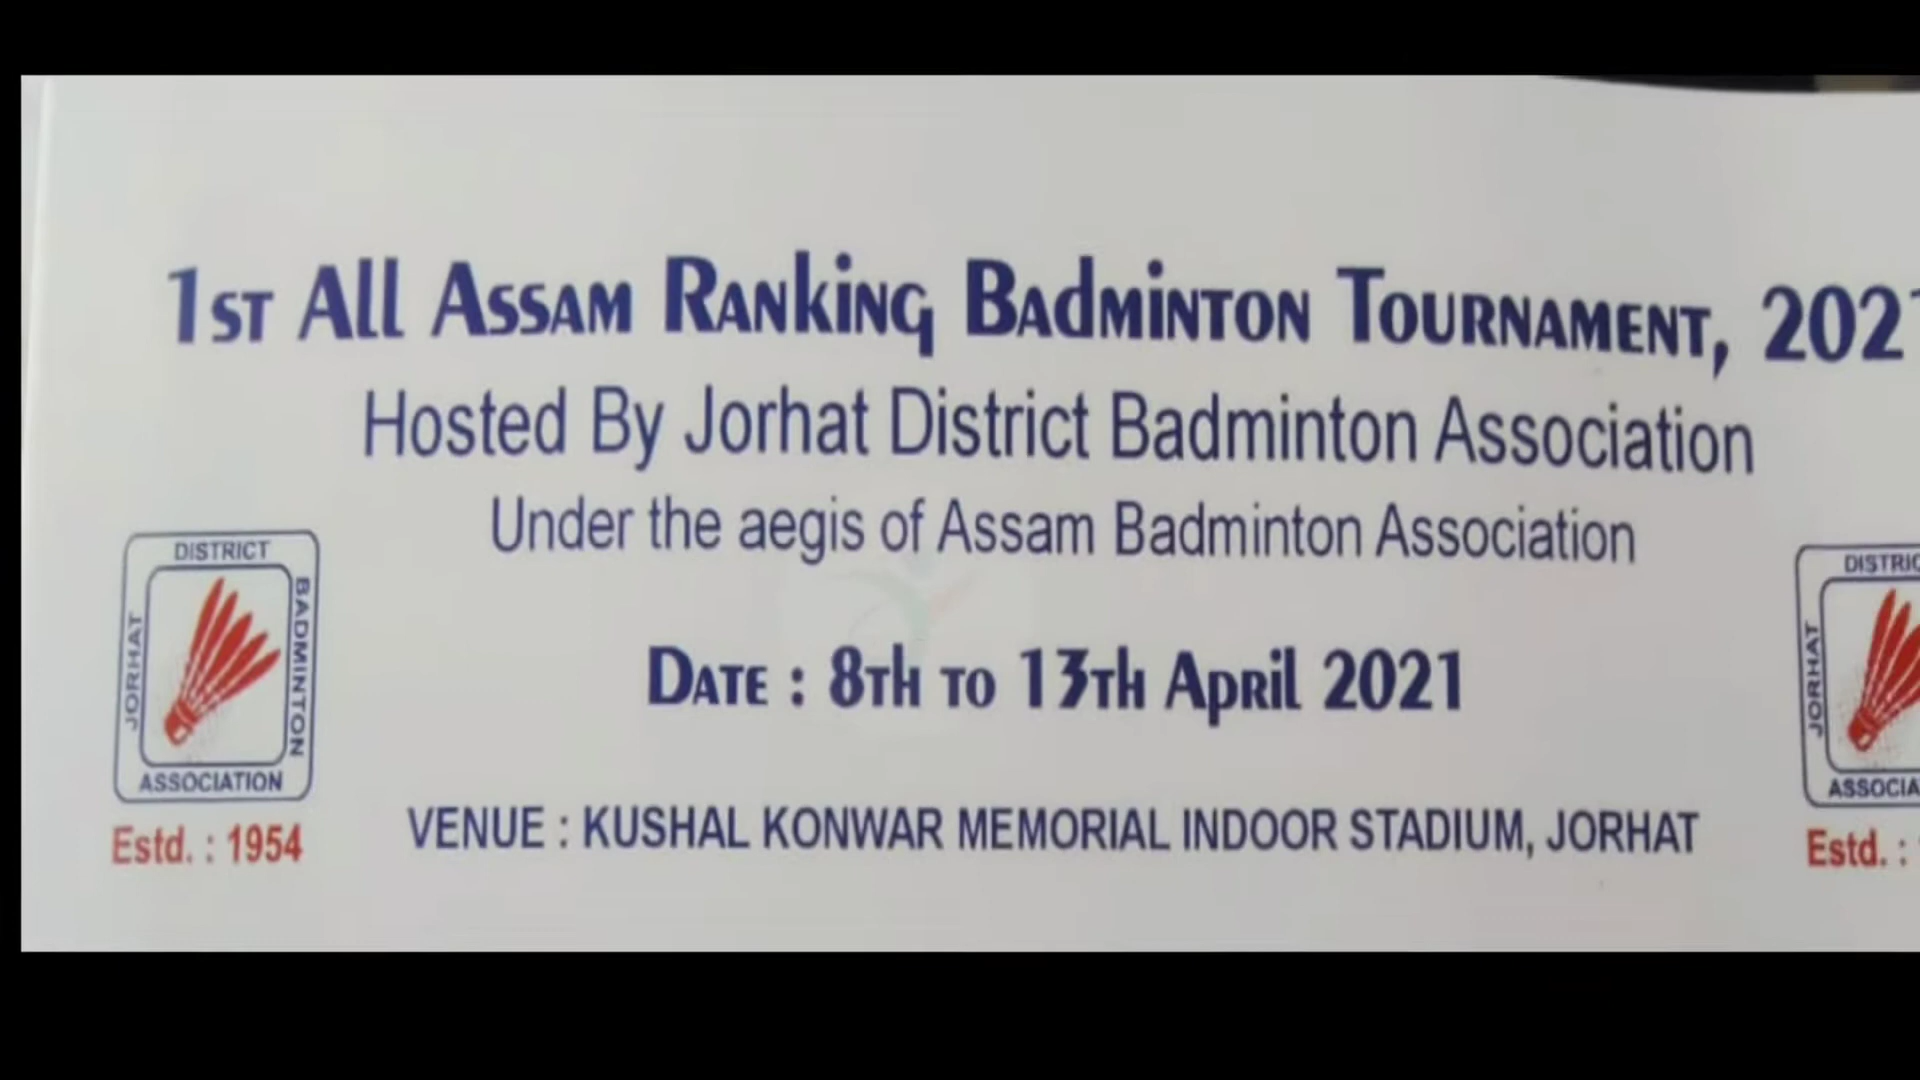 1st All Assam Ranking Badminton Tournament, 2021
Hosted By Jorhat District Badminton Association
Under the aegis of Assam Badminton Association
DISTRICT
JORHAT
BADMINTON
ASSOCIATION
Estd. : 1954
Date : 8th to 13th April 2021
VENUE : KUSHAL KONWAR MEMORIAL INDOOR STADIUM, JORHAT
DISTRIC
JORHAT
ASSOCIA
Estd. :